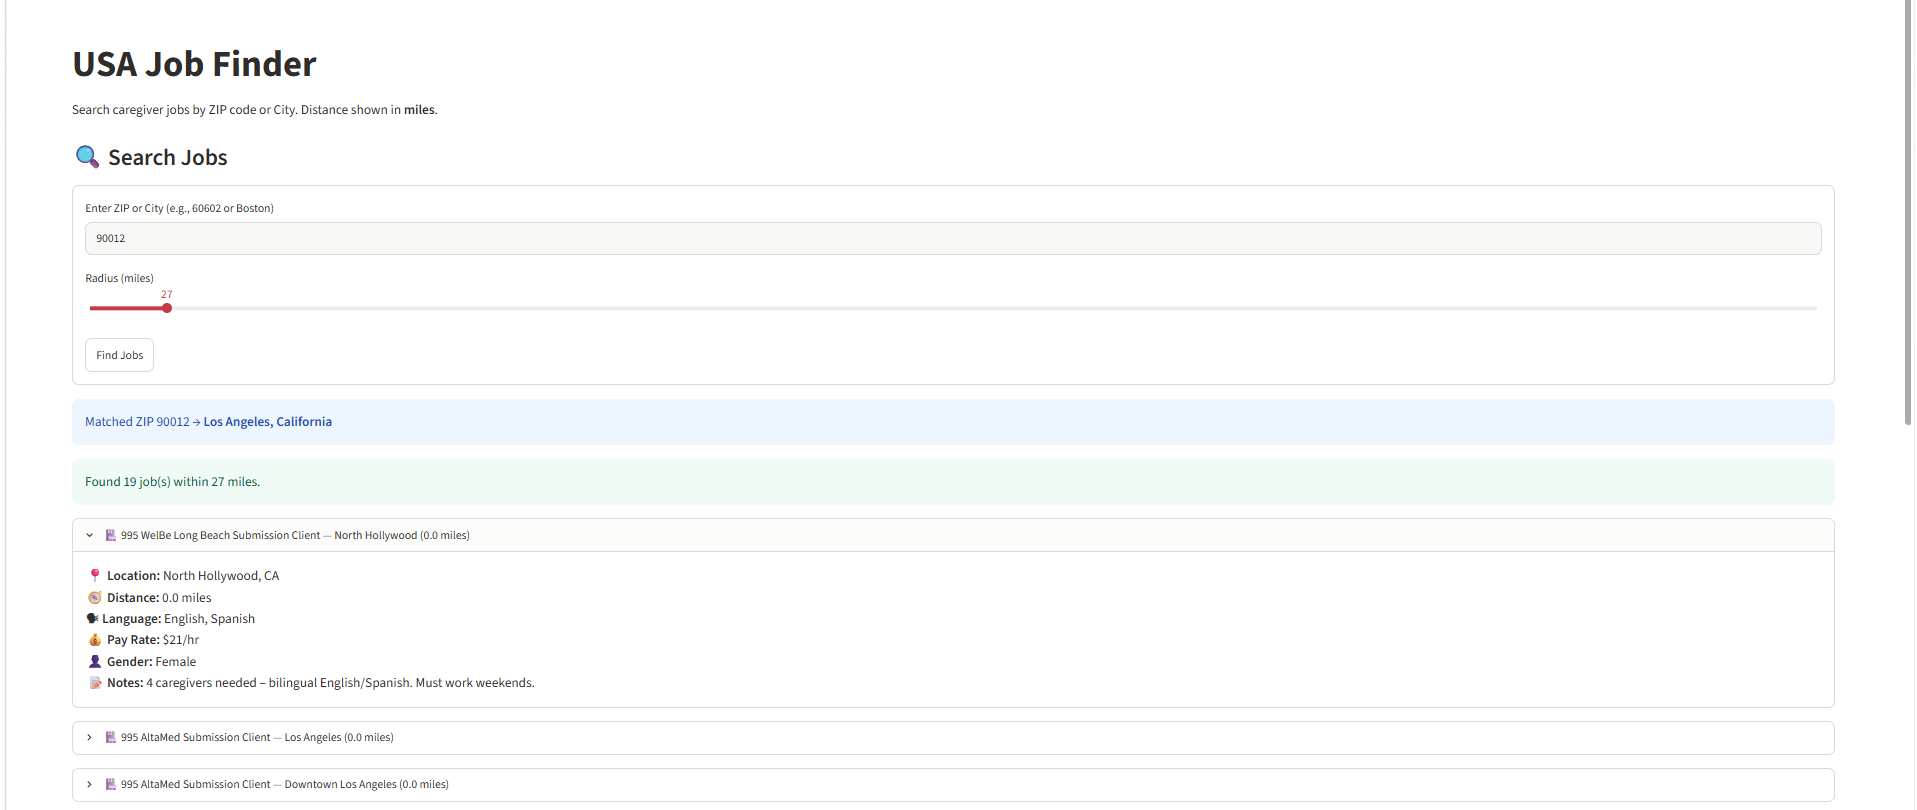 USA Job Finder
Search caregiver jobs by ZIP code or City. Distance shown in miles.
Search Jobs
Enter ZIP or City (e.g., 60602 or Boston)
90012
Radius (miles)
27
Find Jobs
Matched ZIP 90012 → Los Angeles, California
Found 19 job(s) within 27 miles.
995 WelBe Long Beach Submission Client — North Hollywood (0.0 miles)
Location: North Hollywood, CA
Distance: 0.0 miles
Language: English, Spanish
Pay Rate: $21/hr
Gender: Female
Notes: 4 caregivers needed – bilingual English/Spanish. Must work weekends.
995 AltaMed Submission Client — Los Angeles (0.0 miles)
995 AltaMed Submission Client — Downtown Los Angeles (0.0 miles)